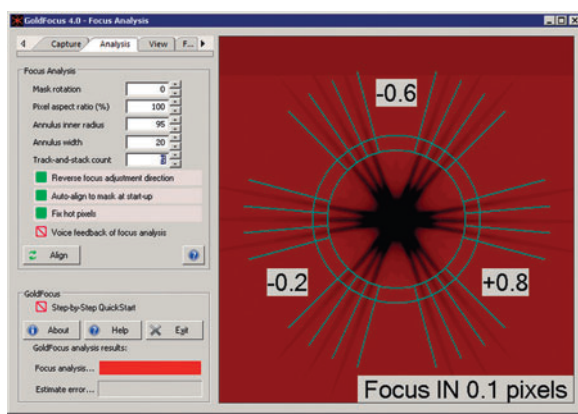 GoldFocus 4.0 - Focus Analysis
Capture Analysis View F...
Focus Analysis
Mask rotation 0
Pixel aspect ratio (%) 100
Annulus inner radius 95
Annulus width 20
Track-and-stack count
Reverse focus adjustment direction
Auto-align to mask at start-up
Fix hot pixels
Voice feedback of focus analysis
Align
GoldFocus
Step-by-Step QuickStart
About Help Exit
GoldFocus analysis results:
Focus analysis...
Estimate error...
-0.6
-0.2 +0.8
Focus IN 0.1 pixels